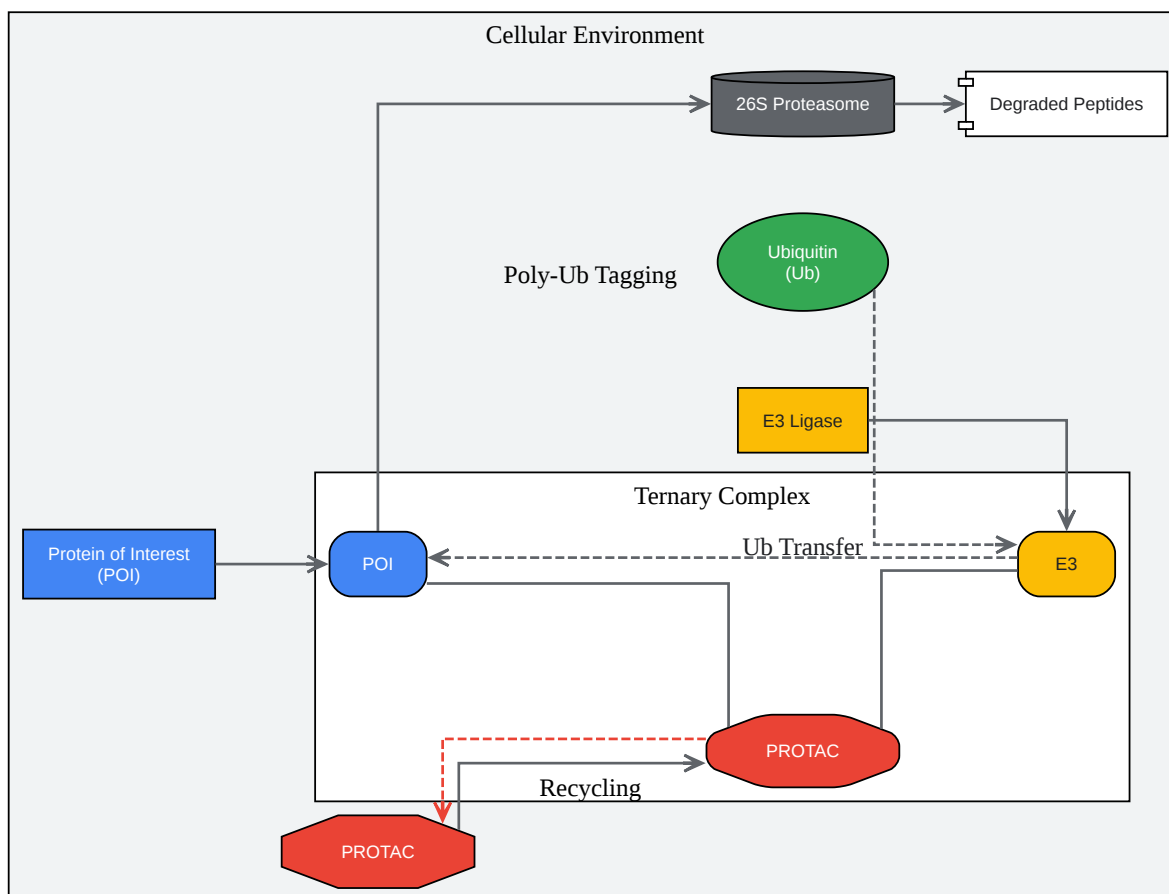 Cellular Environment
26S Proteasome
Degraded Peptides
Ubiquitin
(Ub)
Poly-Ub Tagging
E3 Ligase
Ternary Complex
Protein of Interest
(POI)
POI
Ub Transfer
E3
PROTAC
Recycling
PROTAC